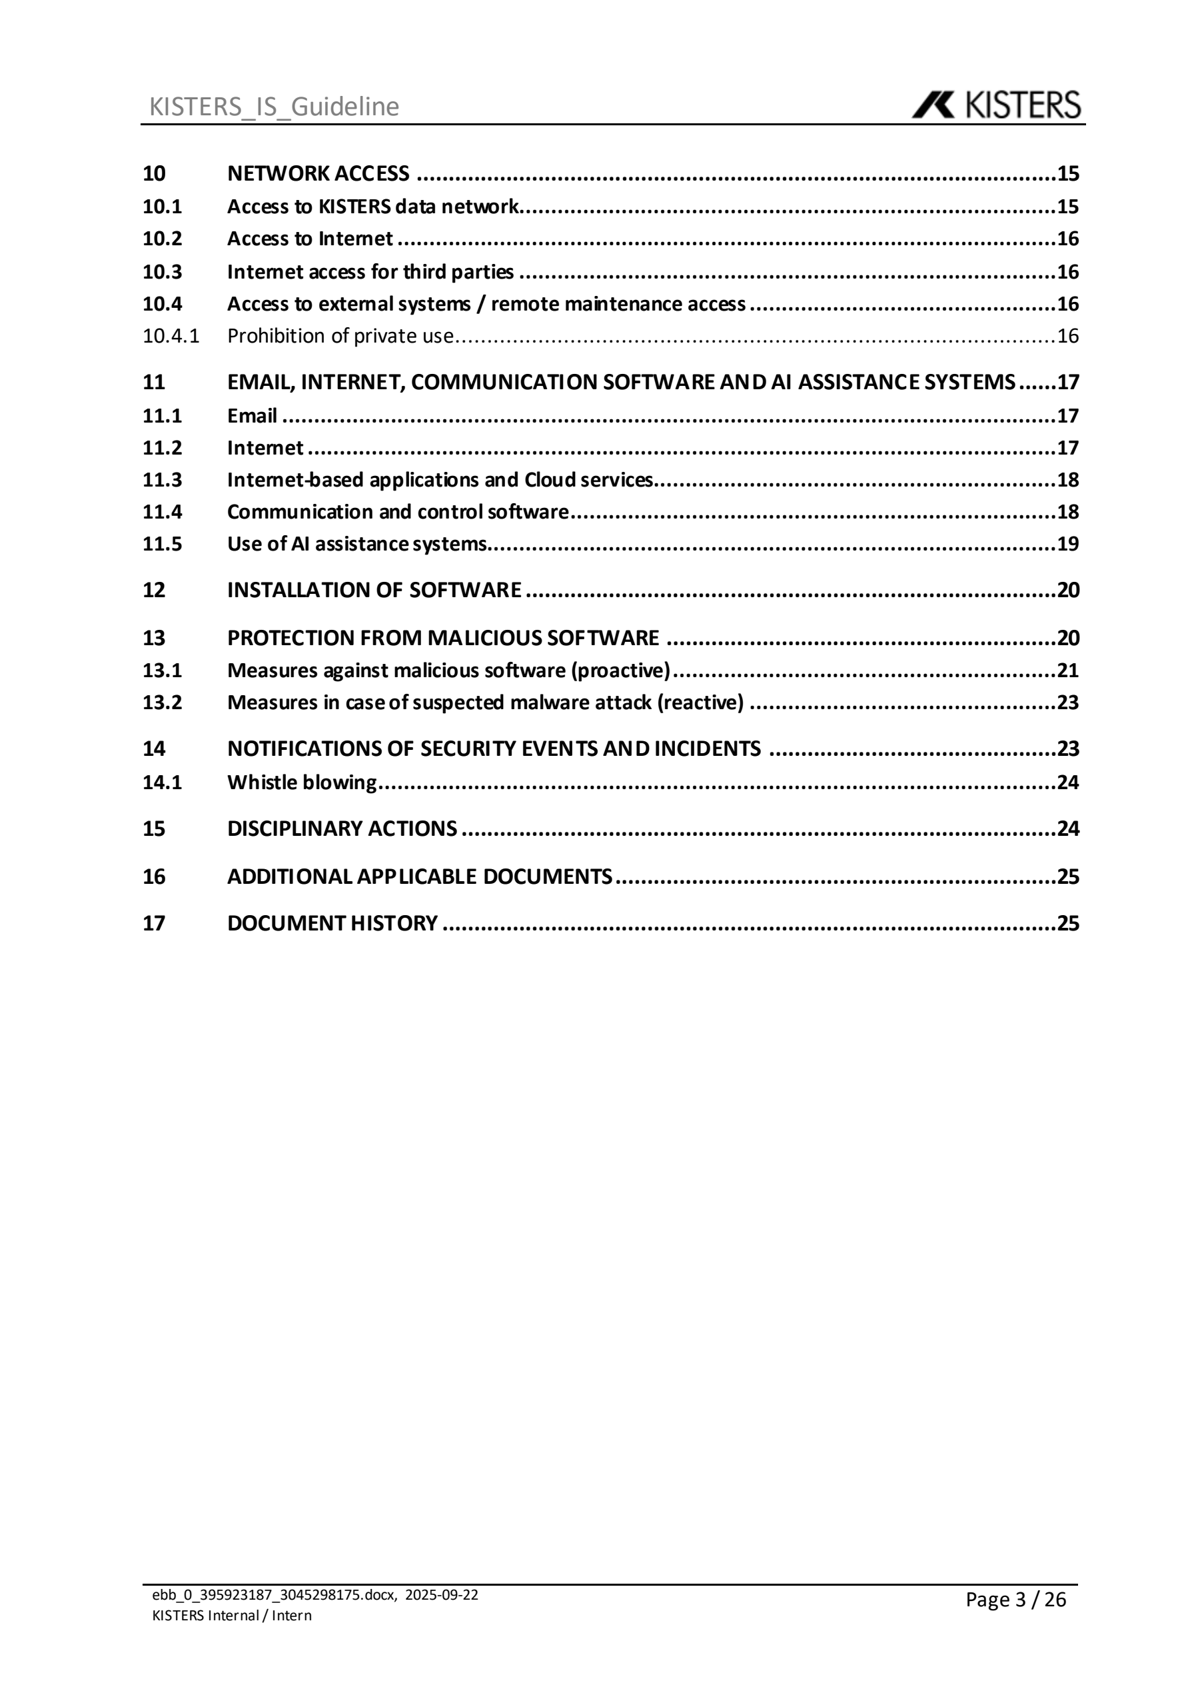 KISTERS_IS_Guideline KISTERS
10 NETWORK ACCESS ....................................................................................................15
10.1 Access to KISTERS data network....................................................................................15
10.2 Access to Internet .......................................................................................................16
10.3 Internet access for third parties ....................................................................................16
10.4 Access to external systems / remote maintenance access ................................................16
10.4.1 Prohibition of private use..............................................................................................16
11 EMAIL, INTERNET, COMMUNICATION SOFTWARE AND AI ASSISTANCE SYSTEMS......17
11.1 Email .........................................................................................................................17
11.2 Internet .....................................................................................................................17
11.3 Internet-based applications and Cloud services...............................................................18
11.4 Communication and control software............................................................................18
11.5 Use of AI assistance systems.........................................................................................19
12 INSTALLATION OF SOFTWARE ...................................................................................20
13 PROTECTION FROM MALICIOUS SOFTWARE .............................................................20
13.1 Measures against malicious software (proactive)............................................................21
13.2 Measures in case of suspected malware attack (reactive) ................................................23
14 NOTIFICATIONS OF SECURITY EVENTS AND INCIDENTS .............................................23
14.1 Whistle blowing..........................................................................................................24
15 DISCIPLINARY ACTIONS .............................................................................................24
16 ADDITIONAL APPLICABLE DOCUMENTS.....................................................................25
17 DOCUMENT HISTORY ................................................................................................25
ebb_0_395923187_3045298175.docx, 2025-09-22 Page 3 / 26
KISTERS Internal / Intern